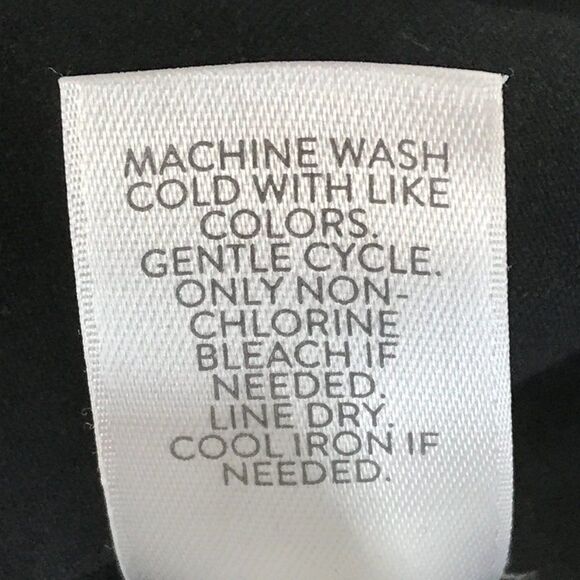 MACHINE WASH
COLD WITH LIKE
COLORS.
GENTLE CYCLE.
ONLY NON-
CHLORINE
BLEACH IF
NEEDED.
LINE DRY.
COOL IRON IF
NEEDED.